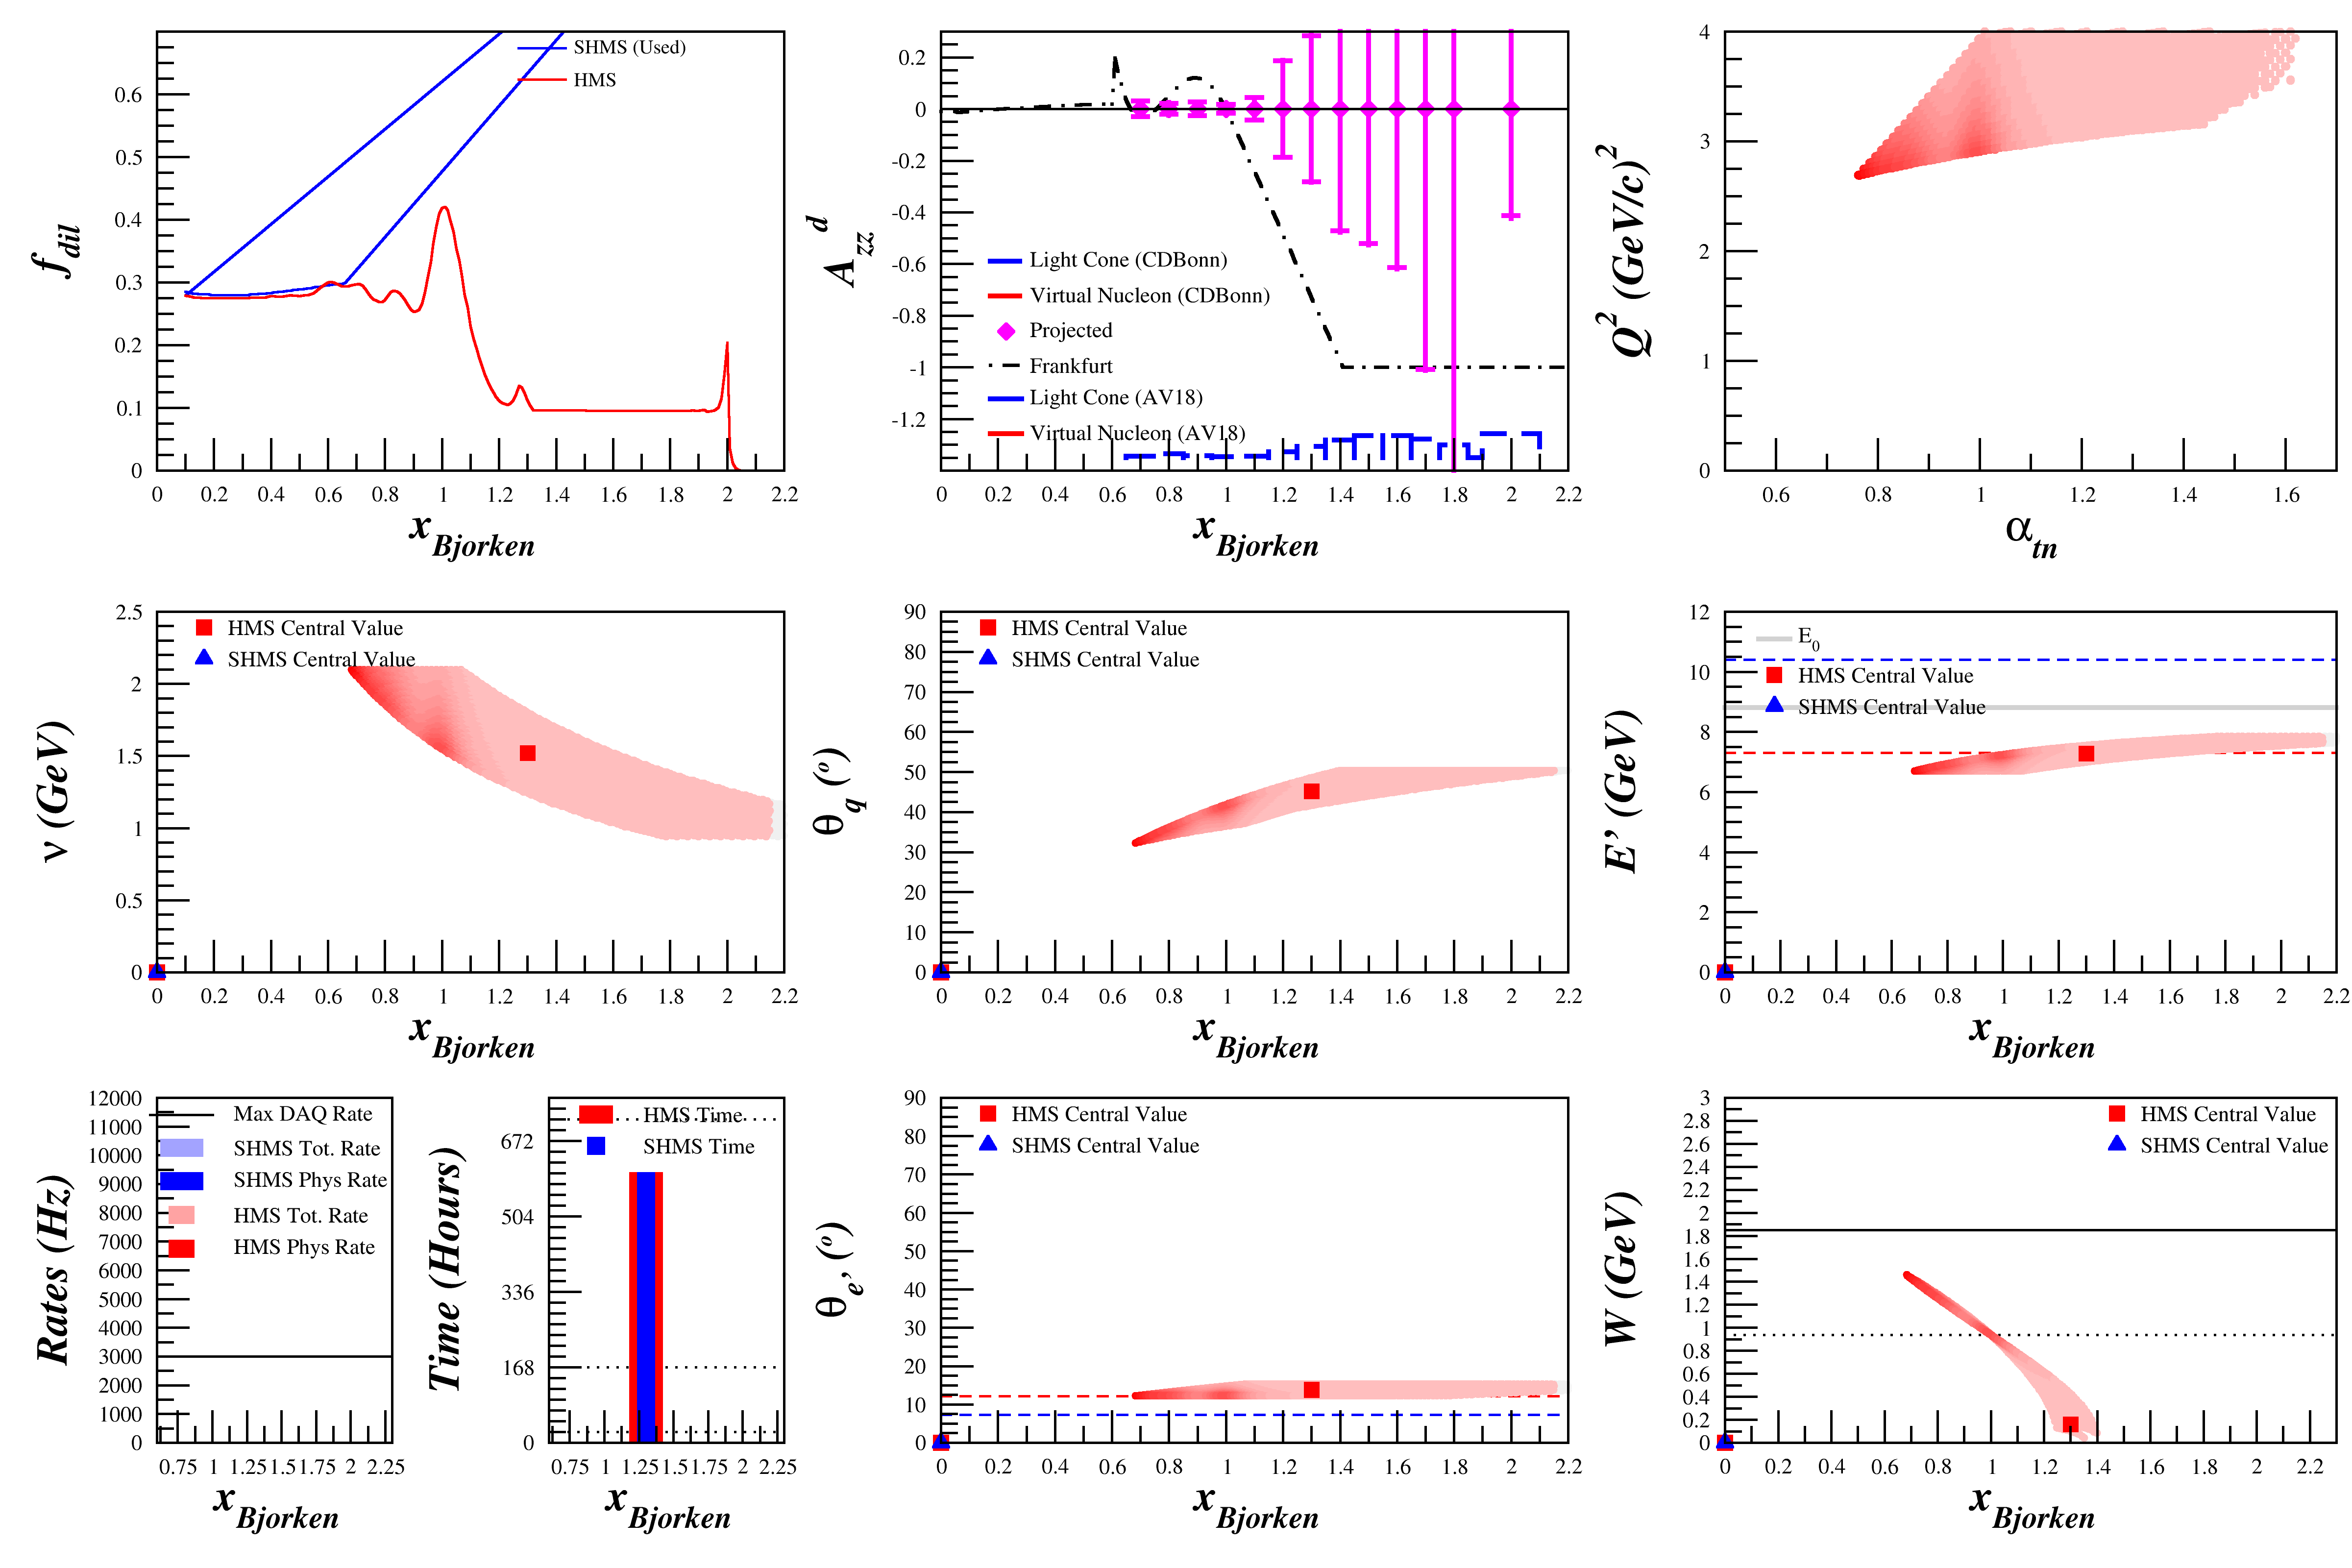 SHMS (Used)
HMS
0.6
0.5
0.4
0.3
0.2
0.1
0
0 0.2 0.4 0.6 0.8 1 1.2 1.4 1.6 1.8 2 2.2
f dil
x Bjorken
0.2
0
-0.2
-0.4
-0.6
-0.8
-1
-1.2
Light Cone (CDBonn)
Virtual Nucleon (CDBonn)
Projected
Frankfurt
Light Cone (AV18)
Virtual Nucleon (AV18)
0 0.2 0.4 0.6 0.8 1 1.2 1.4 1.6 1.8 2 2.2
A zz d
x Bjorken
4
3
2
1
0
0.6 0.8 1 1.2 1.4 1.6
Q2 (GeV/c)2
α tn
2.5
2
1.5
1
0.5
0
HMS Central Value
SHMS Central Value
0 0.2 0.4 0.6 0.8 1 1.2 1.4 1.6 1.8 2 2.2
ν (GeV)
x Bjorken
90
80
70
60
50
40
30
20
10
0
HMS Central Value
SHMS Central Value
0 0.2 0.4 0.6 0.8 1 1.2 1.4 1.6 1.8 2 2.2
θq (o)
x Bjorken
12
10
8
6
4
2
0
E0
HMS Central Value
SHMS Central Value
0 0.2 0.4 0.6 0.8 1 1.2 1.4 1.6 1.8 2 2.2
E' (GeV)
x Bjorken
12000
11000
10000
9000
8000
7000
6000
5000
4000
3000
2000
1000
0
Max DAQ Rate
SHMS Tot. Rate
SHMS Phys Rate
HMS Tot. Rate
HMS Phys Rate
0.75 1 1.25 1.5 1.75 2 2.25
Rates (Hz)
x Bjorken
672
504
336
168
0
HMS Time
SHMS Time
0.75 1 1.25 1.5 1.75 2 2.25
Time (Hours)
x Bjorken
90
80
70
60
50
40
30
20
10
0
HMS Central Value
SHMS Central Value
0 0.2 0.4 0.6 0.8 1 1.2 1.4 1.6 1.8 2 2.2
θe' (o)
x Bjorken
3
2.8
2.6
2.4
2.2
2
1.8
1.6
1.4
1.2
1
0.8
0.6
0.4
0.2
0
HMS Central Value
SHMS Central Value
0 0.2 0.4 0.6 0.8 1 1.2 1.4 1.6 1.8 2 2.2
W (GeV)
x Bjorken